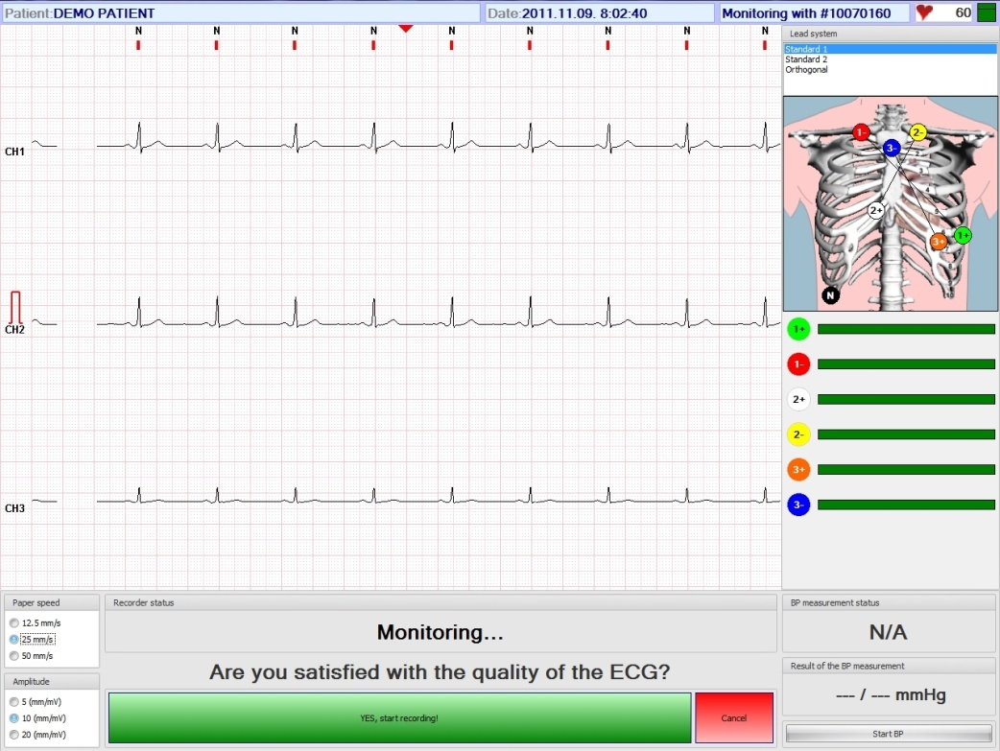 Patient:DEMO PATIENT
Date:2011.11.09. 8:02:40
Monitoring with #10070160
60
N N N N N N N N N
CH1
CH2
CH3
Lead system
Standard 1
Standard 2
Orthogonal
1-
2-
3-
2+
1+
3+
N
1+
1-
2+
2-
3+
3-
Paper speed
12.5 mm/s
25 mm/s
50 mm/s
Amplitude
5 (mm/mV)
10 (mm/mV)
20 (mm/mV)
Recorder status
Monitoring...
Are you satisfied with the quality of the ECG?
YES, start recording!
Cancel
BP measurement status
N/A
Result of the BP measurement
--- / --- mmHg
Start BP